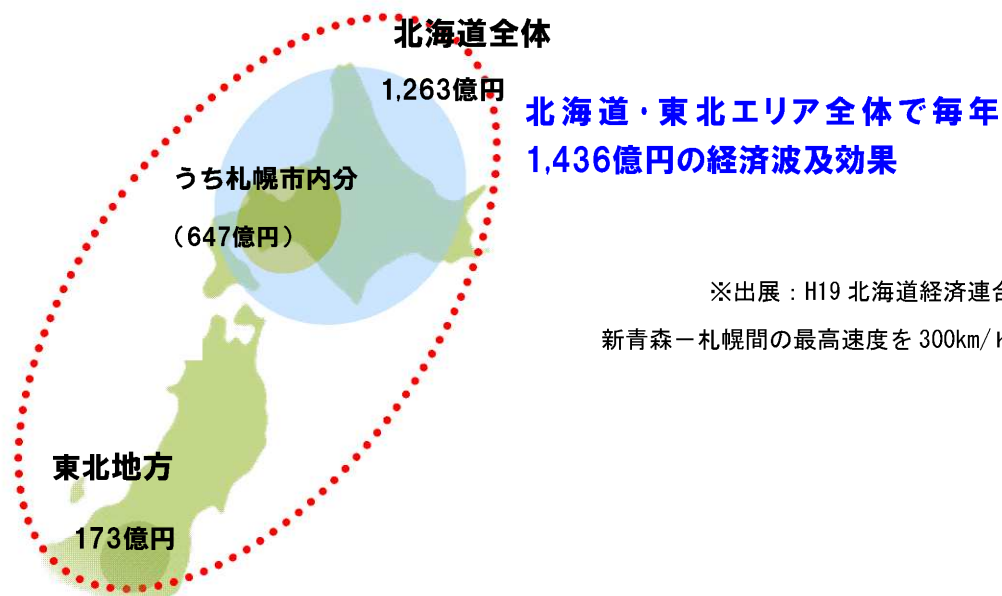 北海道全体
1,263億円
北海道・東北エリア全体で毎年
1,436億円の経済波及効果
うち札幌市内分
（647億円）
※出展：H19 北海道経済連合
新青森－札幌間の最高速度を 300km/
東北地方
173億円